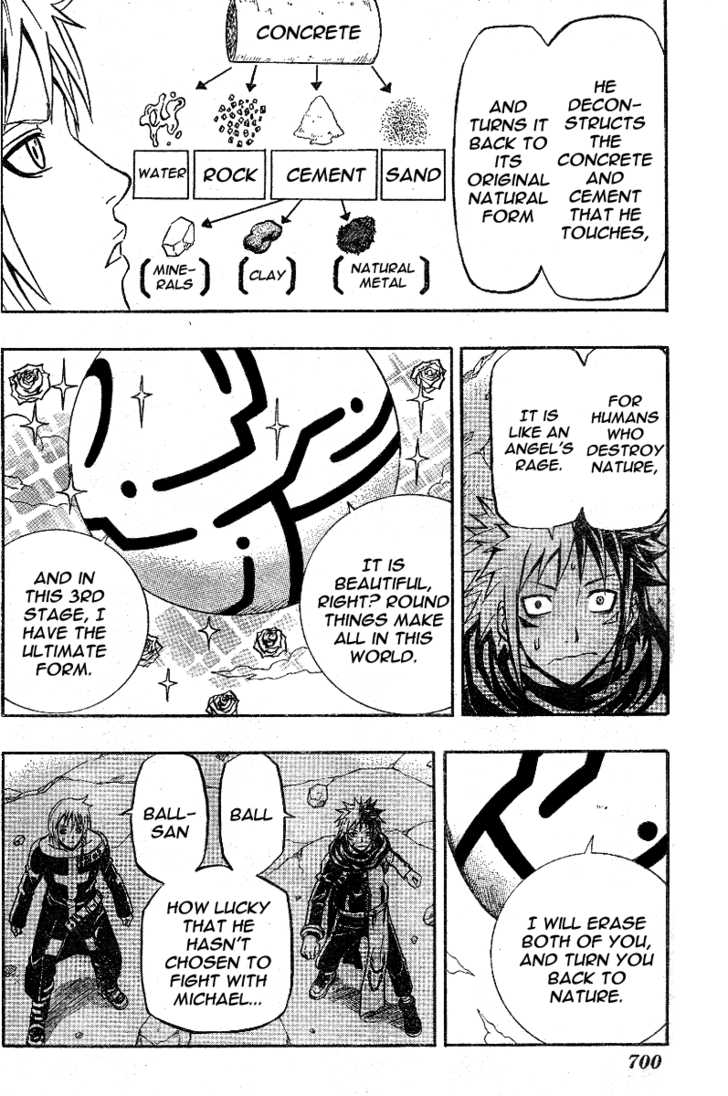 HE
DECON-
STRUCTS
THE
CONCRETE
AND
CEMENT
THAT HE
TOUCHES,
AND
TURNS IT
BACK TO
ITS
ORIGINAL
NATURAL
FORM
CONCRETE
WATER
ROCK
CEMENT
SAND
(MINE-
RALS)
(CLAY)
(NATURAL
METAL)
FOR
HUMANS
WHO
DESTROY
NATURE,
IT IS
LIKE AN
ANGEL'S
RAGE.
IT IS
BEAUTIFUL,
RIGHT? ROUND
THINGS MAKE
ALL IN THIS
WORLD.
AND IN
THIS 3RD
STAGE, I
HAVE THE
ULTIMATE
FORM.
I WILL ERASE
BOTH OF YOU,
AND TURN YOU
BACK TO
NATURE.
BALL
BALL-
SAN
HOW LUCKY
THAT HE
HASN'T
CHOSEN TO
FIGHT WITH
MICHAEL...
700